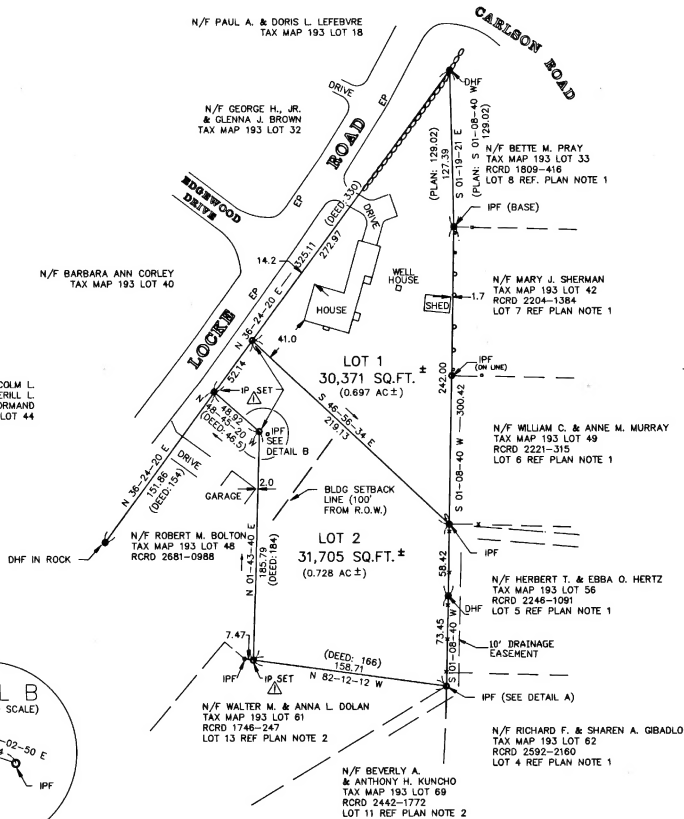 N/F PAUL A. & DORIS L. LEFEBVRE
TAX MAP 193 LOT 18
CARLSON ROAD
DRIVE
EP
DHF
N/F GEORGE H., JR.
& GLENNA J. BROWN
TAX MAP 193 LOT 32
ROAD
(PLAN: 129.02)
127.39
S 01-19-21 E
(PLAN: S 01-08-40 W
129.02)
N/F BETTE M. PRAY
TAX MAP 193 LOT 33
RCRD 1809-416
LOT 8 REF. PLAN NOTE 1
EDGEWOOD
DRIVE
EP
(DEED: 330)
DRIVE
IPF (BASE)
N/F BARBARA ANN CORLEY
TAX MAP 193 LOT 40
14.2
325.11
272.97
N 36-24-20 E
EP
WELL
HOUSE
HOUSE
SHED
1.7
N/F MARY J. SHERMAN
TAX MAP 193 LOT 42
RCRD 2204-1384
LOT 7 REF PLAN NOTE 1
LOCKE
41.0
LOT 1
30,371 SQ.FT. ±
(0.697 AC±)
IPF
(ON LINE)
242.00
COLM L.
ERILL L.
ORMAND
LOT 44
52.14
IP SET
1
N 48-45-20 W
48.92
(DEED: 46.5)
IPF
SEE
DETAIL B
S 46-56-34 E
219.13
S 01-08-40 W
300.42
N/F WILLIAM C. & ANNE M. MURRAY
TAX MAP 193 LOT 49
RCRD 2221-315
LOT 6 REF PLAN NOTE 1
N 36-24-20 E
151.86
(DEED: 154)
DRIVE
GARAGE
2.0
BLDG SETBACK
LINE (100'
FROM R.O.W.)
DHF IN ROCK
N/F ROBERT M. BOLTON
TAX MAP 193 LOT 48
RCRD 2681-0988
N 01-43-40 E
185.79
(DEED: 184)
LOT 2
31,705 SQ.FT. ±
(0.728 AC±)
IPF
58.42
DHF
N/F HERBERT T. & EBBA O. HERTZ
TAX MAP 193 LOT 56
RCRD 2246-1091
LOT 5 REF PLAN NOTE 1
73.45
S 01-08-40 W
10' DRAINAGE
EASEMENT
7.47
IPF
IP SET
1
(DEED: 166)
158.71
N 82-12-12 W
IPF (SEE DETAIL A)
N/F WALTER M. & ANNA L. DOLAN
TAX MAP 193 LOT 61
RCRD 1746-247
LOT 13 REF PLAN NOTE 2
N/F RICHARD F. & SHAREN A. GIBADLO
TAX MAP 193 LOT 62
RCRD 2592-2160
LOT 4 REF PLAN NOTE 1
L B
SCALE)
-02-50 E
IPF
N/F BEVERLY A.
& ANTHONY H. KUNCHO
TAX MAP 193 LOT 69
RCRD 2442-1772
LOT 11 REF PLAN NOTE 2